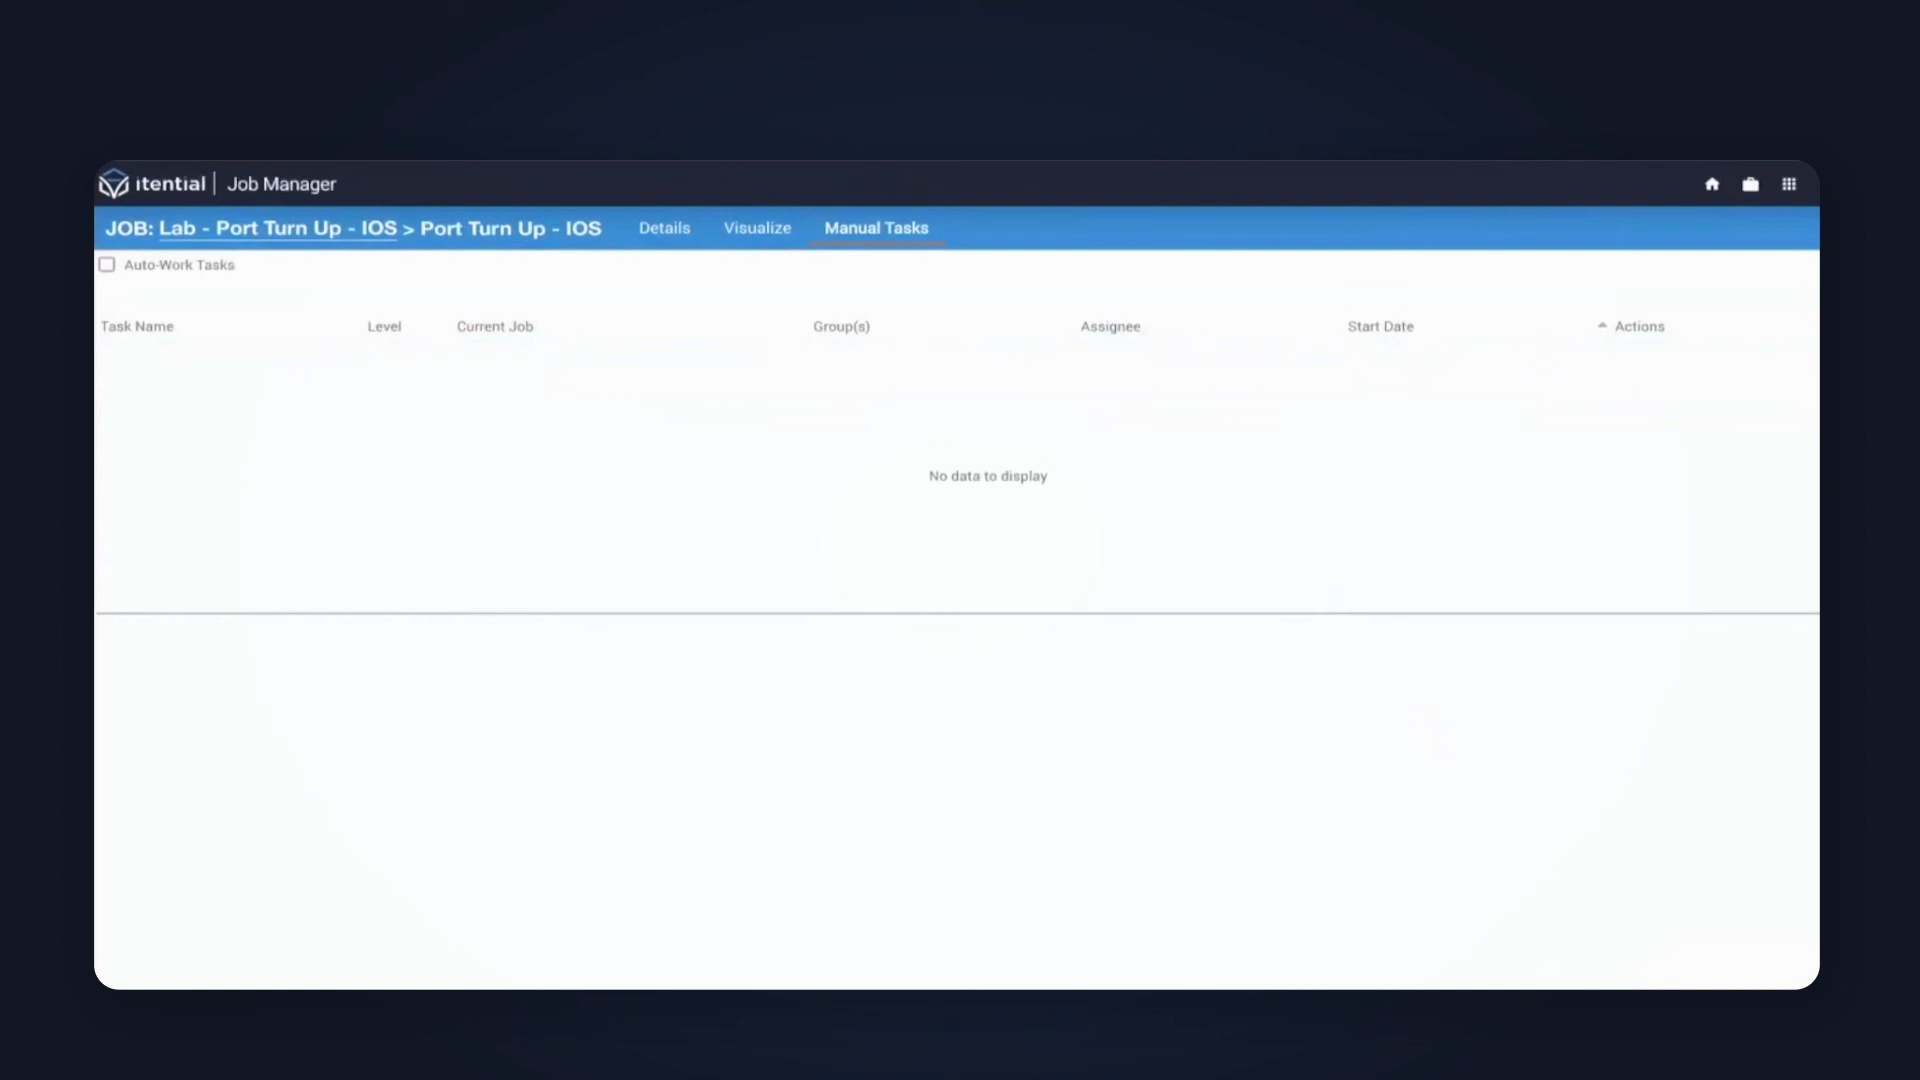 itential | Job Manager
JOB: Lab - Port Turn Up - IOS > Port Turn Up - IOS Details Visualize Manual Tasks
Auto-Work Tasks
Task Name Level Current Job Group(s) Assignee Start Date Actions
No data to display